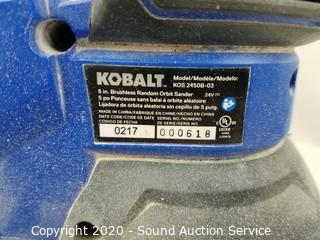 KOBALT™
Model/Modèle/Modelo:
KOS 2450B-03
5 in. Brushless Random Orbit Sander 24V
5 po Ponceuse sans balai à orbite aléatoire
Lijadora de órbita aleatoria sin cepillo de 5 pulg.
MADE IN CHINA/FABRIQUÉ EN CHINE/HECHO EN CHINA
DATE CODE/CODE DE DATE/
CÓDIGO DE FECHA
SERIAL NO./NUMÉRO
DE SÉRIE/N.º DE SERIE
0217
000618
UL
LISTED
Copyright 2020 - Sound Auction Service